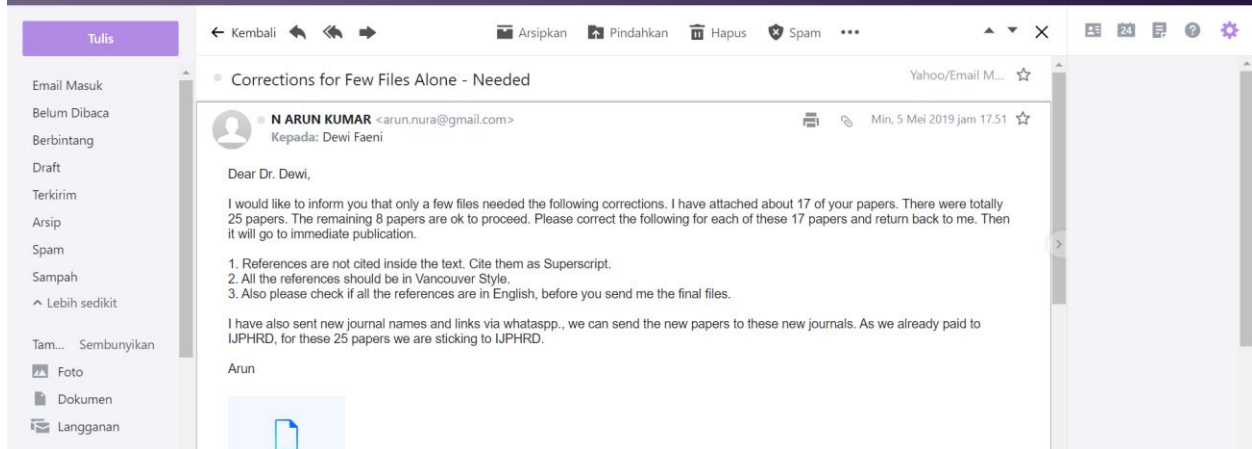 Tulis
Kembali
Arsipkan
Pindahkan
Hapus
Spam
24
Email Masuk
Belum Dibaca
Berbintang
Draft
Terkirim
Arsip
Spam
Sampah
Lebih sedikit
Tam... Sembunyikan
Foto
Dokumen
Langganan
Corrections for Few Files Alone - Needed
Yahoo/Email M...
N ARUN KUMAR <arun.nura@gmail.com>
Min, 5 Mei 2019 jam 17.51
Kepada: Dewi Faeni
Dear Dr. Dewi,
I would like to inform you that only a few files needed the following corrections. I have attached about 17 of your papers. There were totally
25 papers. The remaining 8 papers are ok to proceed. Please correct the following for each of these 17 papers and return back to me. Then
it will go to immediate publication.
1. References are not cited inside the text. Cite them as Superscript.
2. All the references should be in Vancouver Style.
3. Also please check if all the references are in English, before you send me the final files.
I have also sent new journal names and links via whataspp., we can send the new papers to these new journals. As we already paid to
IJPHRD, for these 25 papers we are sticking to IJPHRD.
Arun